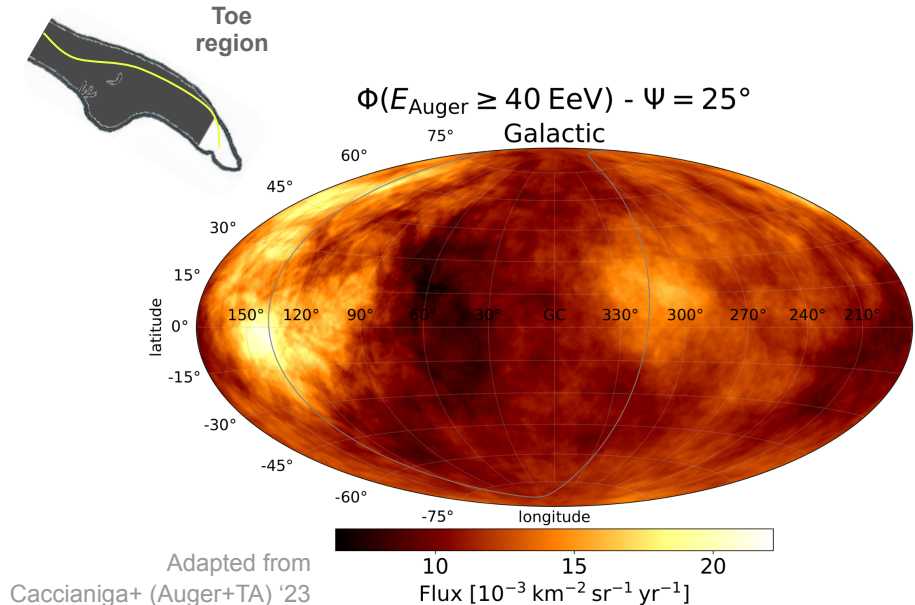 Toe
region
Φ(E_Auger ≥ 40 EeV) - Ψ = 25°
Galactic
75°
60°
45°
30°
15°
0°
-15°
-30°
-45°
-60°
-75°
latitude
150° 120° 90° 60° 30° GC 330° 300° 270° 240° 210°
longitude
10 15 20
Flux [10⁻³ km⁻² sr⁻¹ yr⁻¹]
Adapted from
Caccianiga+ (Auger+TA) ‘23